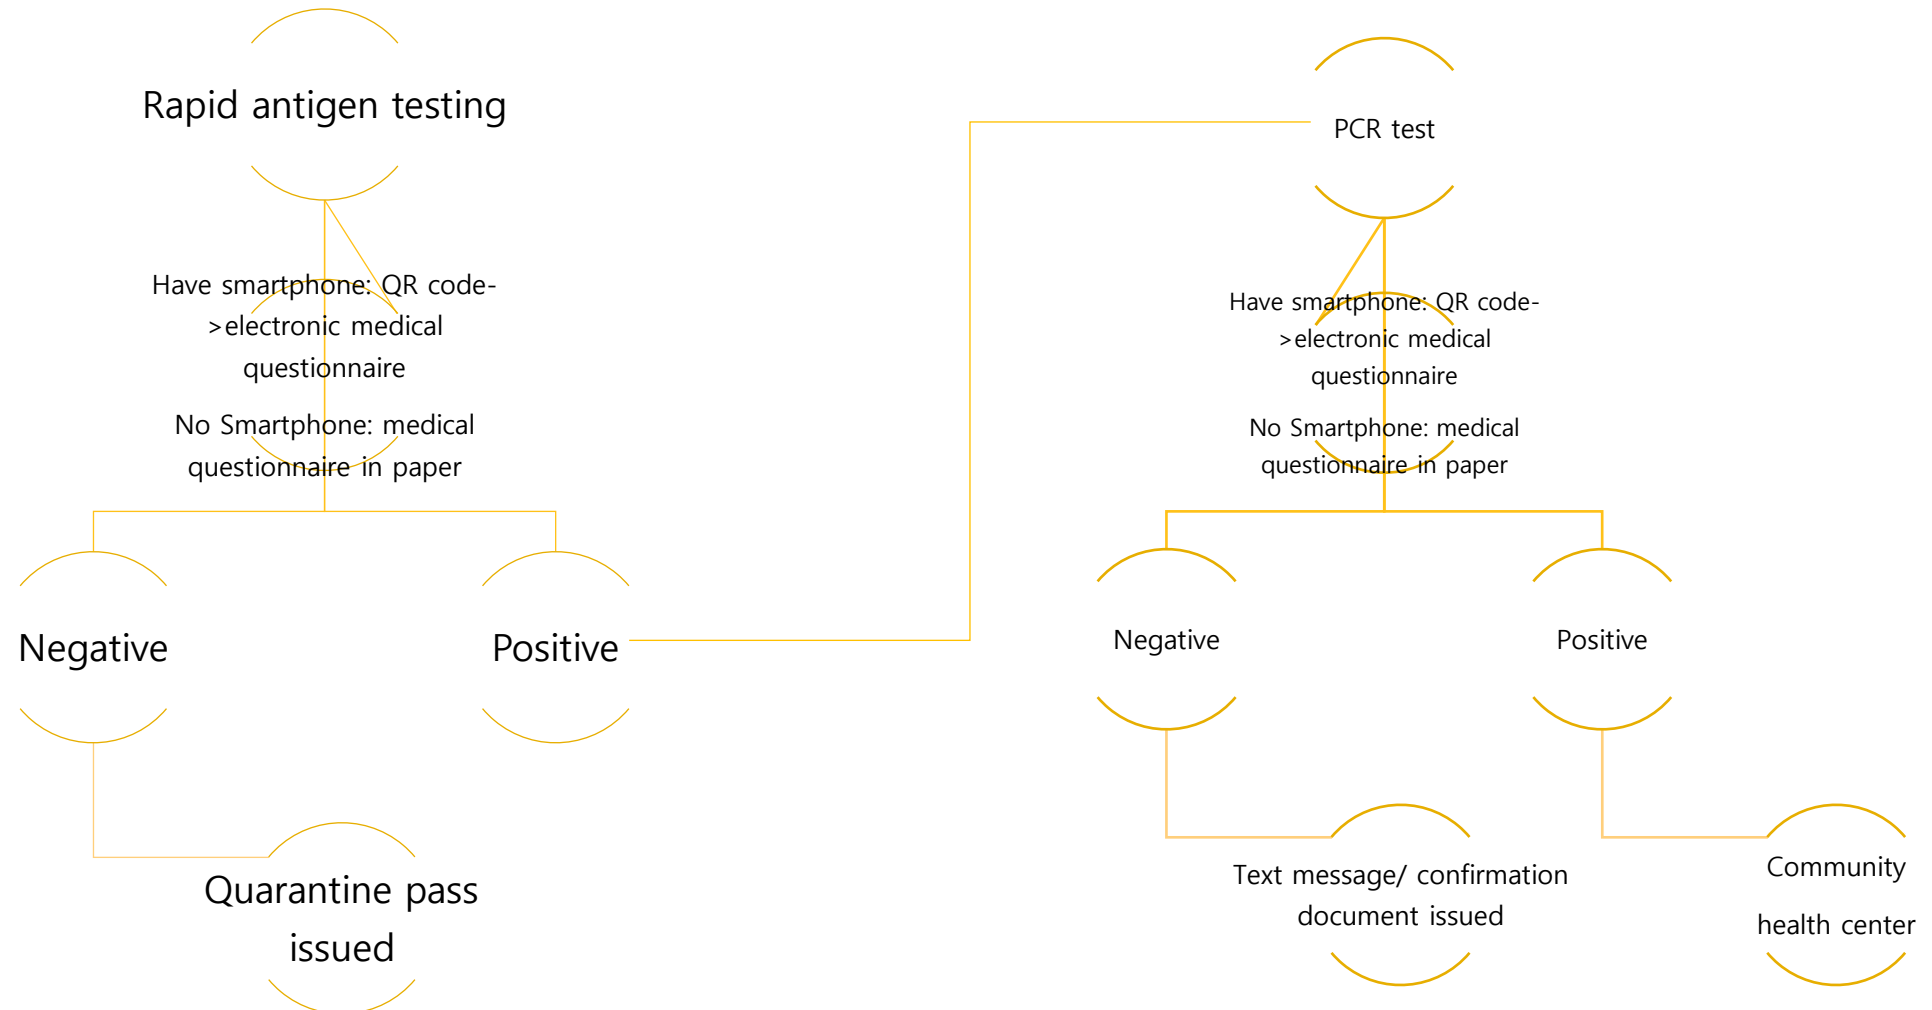 Rapid antigen testing
Have smartphone: QR code-
>electronic medical
questionnaire
No Smartphone: medical
questionnaire in paper
Negative
Positive
Quarantine pass
issued
PCR test
Have smartphone: QR code-
>electronic medical
questionnaire
No Smartphone: medical
questionnaire in paper
Negative
Positive
Text message/ confirmation
document issued
Community
health center